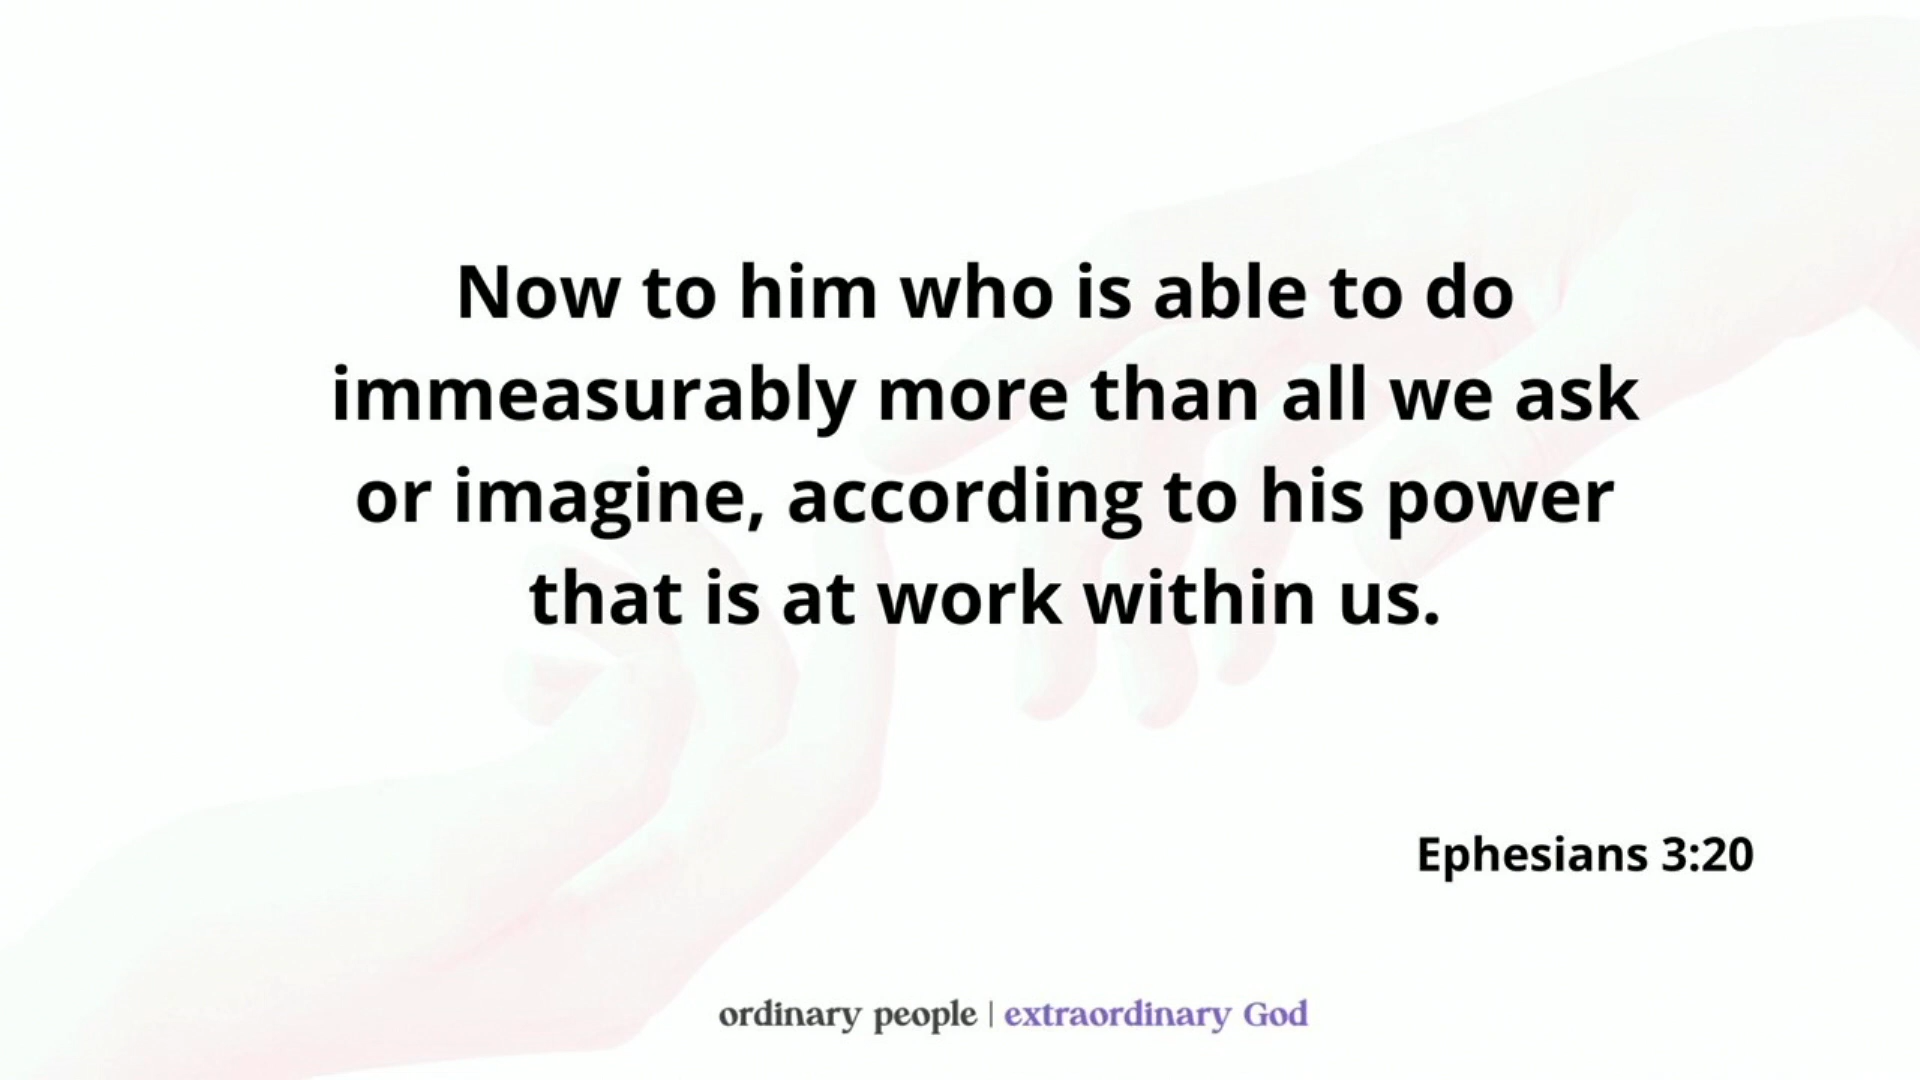 Now to him who is able to do
immeasurably more than all we ask
or imagine, according to his power
that is at work within us.
Ephesians 3:20
ordinary people | extraordinary God